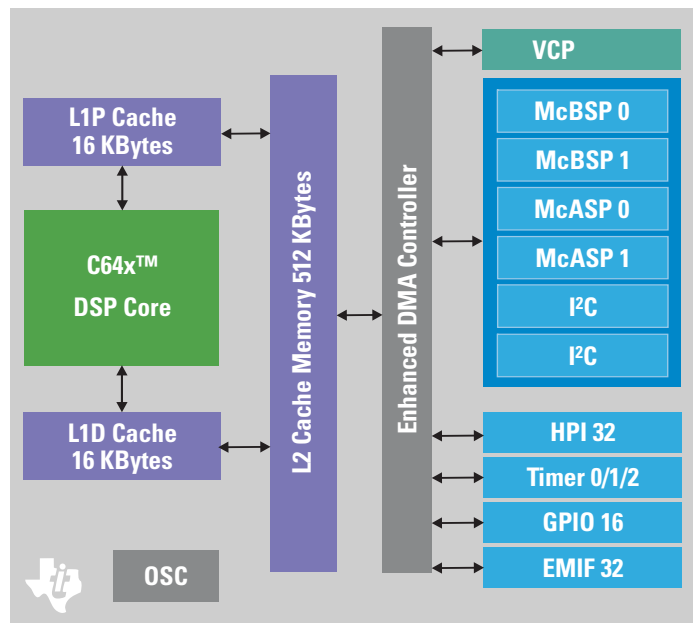 L1P Cache
16 KBytes
C64x™
DSP Core
L1D Cache
16 KBytes
OSC
L2 Cache Memory 512 KBytes
Enhanced DMA Controller
VCP
McBSP 0
McBSP 1
McASP 0
McASP 1
I²C
I²C
HPI 32
Timer 0/1/2
GPIO 16
EMIF 32
ti